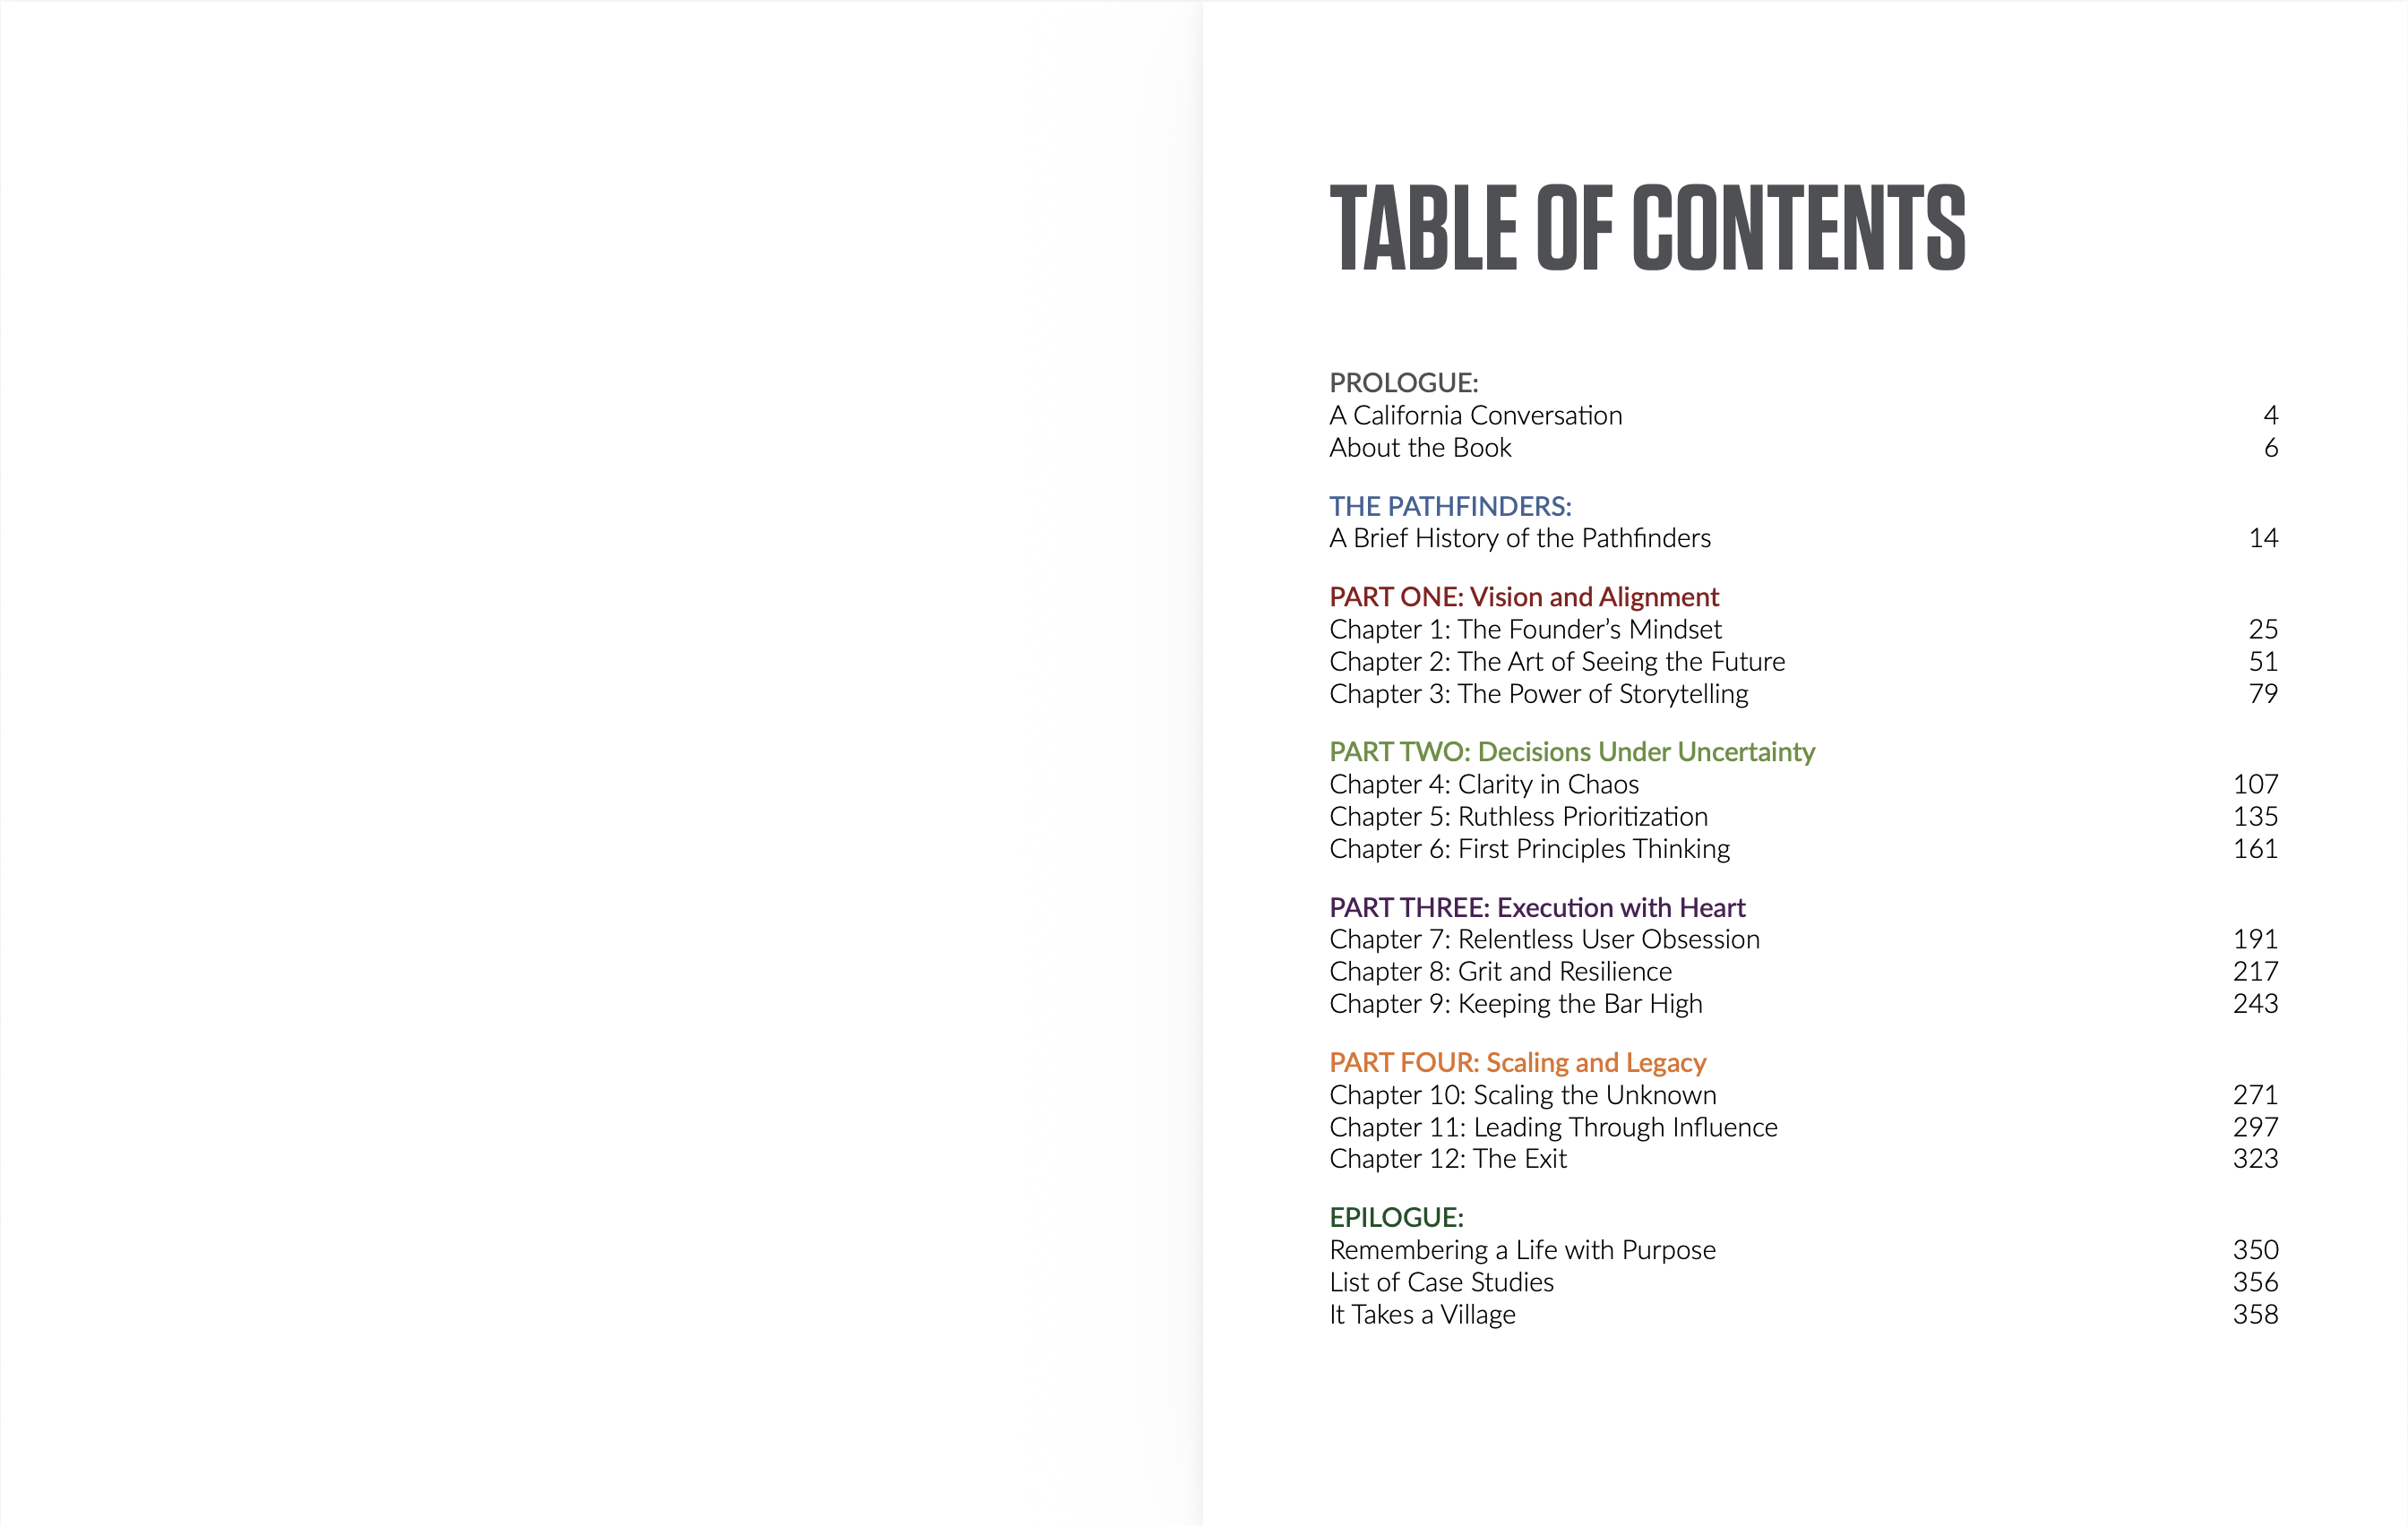 TABLE OF CONTENTS
PROLOGUE:
A California Conversation 4
About the Book 6
THE PATHFINDERS:
A Brief History of the Pathfinders 14
PART ONE: Vision and Alignment
Chapter 1: The Founder’s Mindset 25
Chapter 2: The Art of Seeing the Future 51
Chapter 3: The Power of Storytelling 79
PART TWO: Decisions Under Uncertainty
Chapter 4: Clarity in Chaos 107
Chapter 5: Ruthless Prioritization 135
Chapter 6: First Principles Thinking 161
PART THREE: Execution with Heart
Chapter 7: Relentless User Obsession 191
Chapter 8: Grit and Resilience 217
Chapter 9: Keeping the Bar High 243
PART FOUR: Scaling and Legacy
Chapter 10: Scaling the Unknown 271
Chapter 11: Leading Through Influence 297
Chapter 12: The Exit 323
EPILOGUE:
Remembering a Life with Purpose 350
List of Case Studies 356
It Takes a Village 358